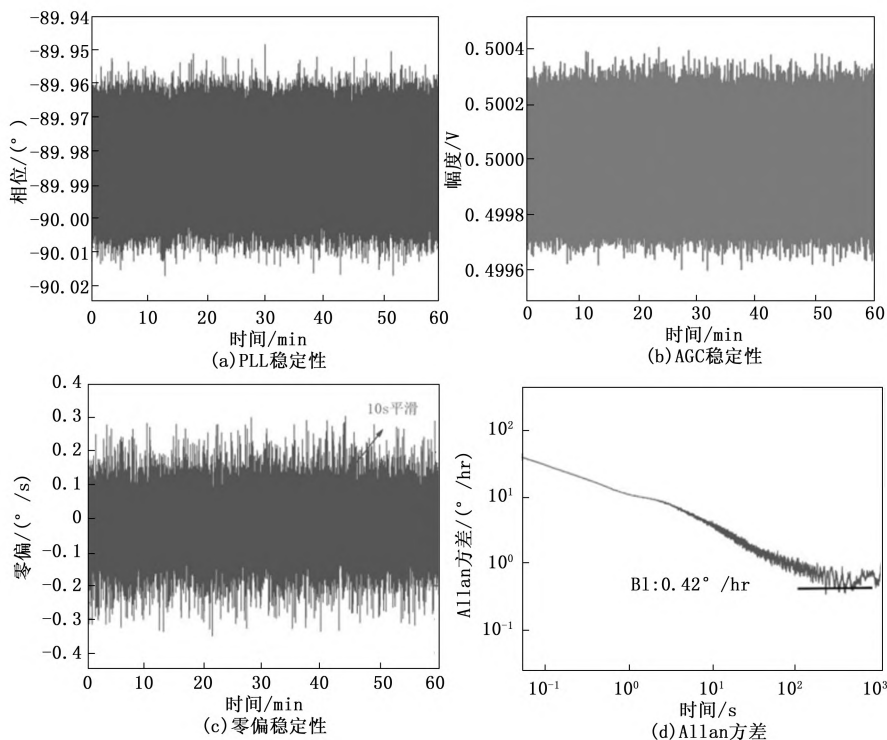 -89.94
-89.95
-89.96
-89.97
-89.98
-89.99
-90.00
-90.01
-90.02
相位/(°)
0 10 20 30 40 50 60
时间/min
(a)PLL稳定性
0.5004
0.5002
0.5000
0.4998
0.4996
幅度/V
0 10 20 30 40 50 60
时间/min
(b)AGC稳定性
0.4
0.3
0.2
0.1
0
-0.1
-0.2
-0.3
-0.4
零偏/(°/s)
10s平滑
0 10 20 30 40 50 60
时间/min
(c)零偏稳定性
10²
10¹
10⁰
10⁻¹
Allan方差/(°/hr)
Bl:0.42°/hr
10⁻¹ 10⁰ 10¹ 10² 10³
时间/s
(d)Allan方差